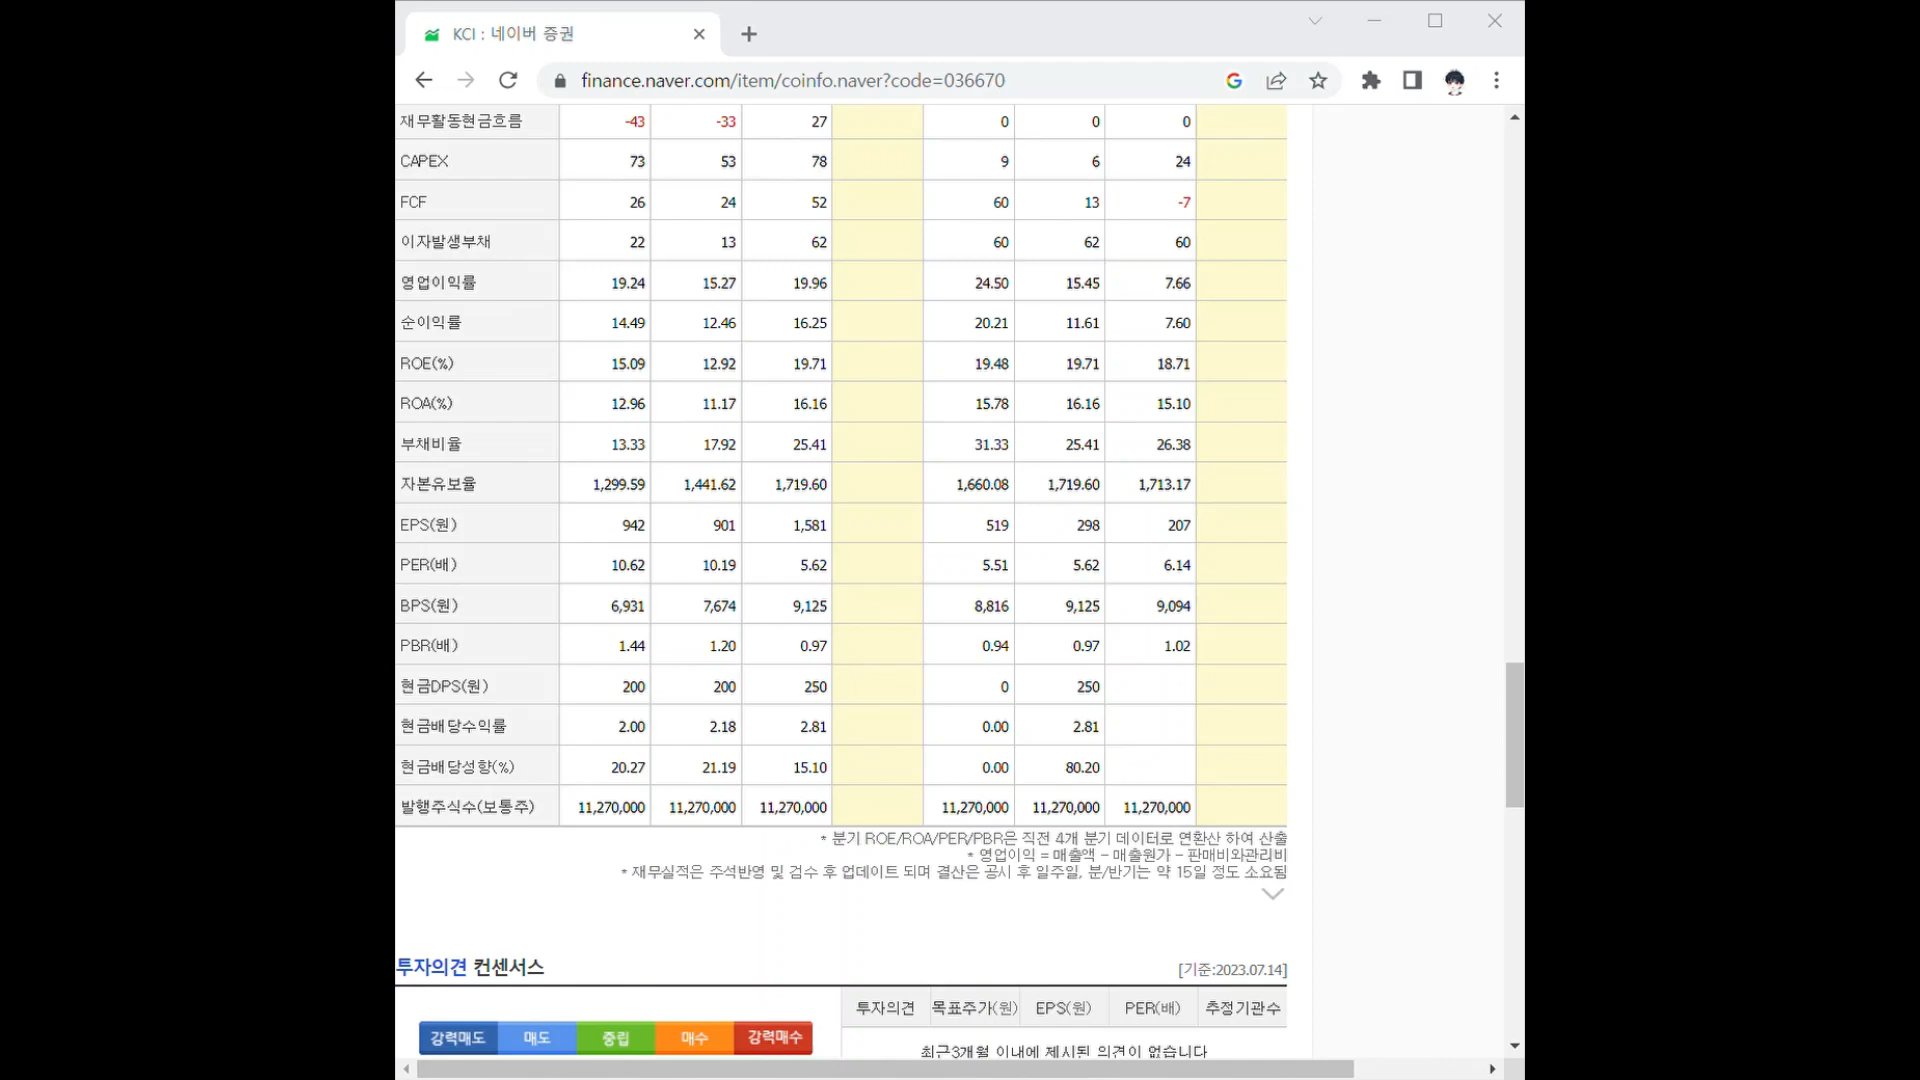 KCI : 네이버 증권
finance.naver.com/item/coinfo.naver?code=036670
재무활동현금흐름 -43 -33 27 0 0 0
CAPEX 73 53 78 9 6 24
FCF 26 24 52 60 13 -7
이자발생부채 22 13 62 60 62 60
영업이익률 19.24 15.27 19.96 24.50 15.45 7.66
순이익률 14.49 12.46 16.25 20.21 11.61 7.60
ROE(%) 15.09 12.92 19.71 19.48 19.71 18.71
ROA(%) 12.96 11.17 16.16 15.78 16.16 15.10
부채비율 13.33 17.92 25.41 31.33 25.41 26.38
자본유보율 1,299.59 1,441.62 1,719.60 1,660.08 1,719.60 1,713.17
EPS(원) 942 901 1,581 519 298 207
PER(배) 10.62 10.19 5.62 5.51 5.62 6.14
BPS(원) 6,931 7,674 9,125 8,816 9,125 9,094
PBR(배) 1.44 1.20 0.97 0.94 0.97 1.02
현금DPS(원) 200 200 250 0 250
현금배당수익률 2.00 2.18 2.81 0.00 2.81
현금배당성향(%) 20.27 21.19 15.10 0.00 80.20
발행주식수(보통주) 11,270,000 11,270,000 11,270,000 11,270,000 11,270,000 11,270,000
* 분기 ROE/ROA/PER/PBR은 직전 4개 분기 데이터로 연환산 하여 산출
* 영업이익 = 매출액 - 매출원가 - 판매비와관리비
* 재무실적은 주석반영 및 검수 후 업데이트 되며 결산은 공시 후 일주일, 분/반기는 약 15일 정도 소요됨
투자의견 컨센서스 [기준:2023.07.14]
투자의견 목표주가(원) EPS(원) PER(배) 추정기관수
강력매도 매도 중립 매수 강력매수
최근3개월 이내에 제시된 의견이 없습니다